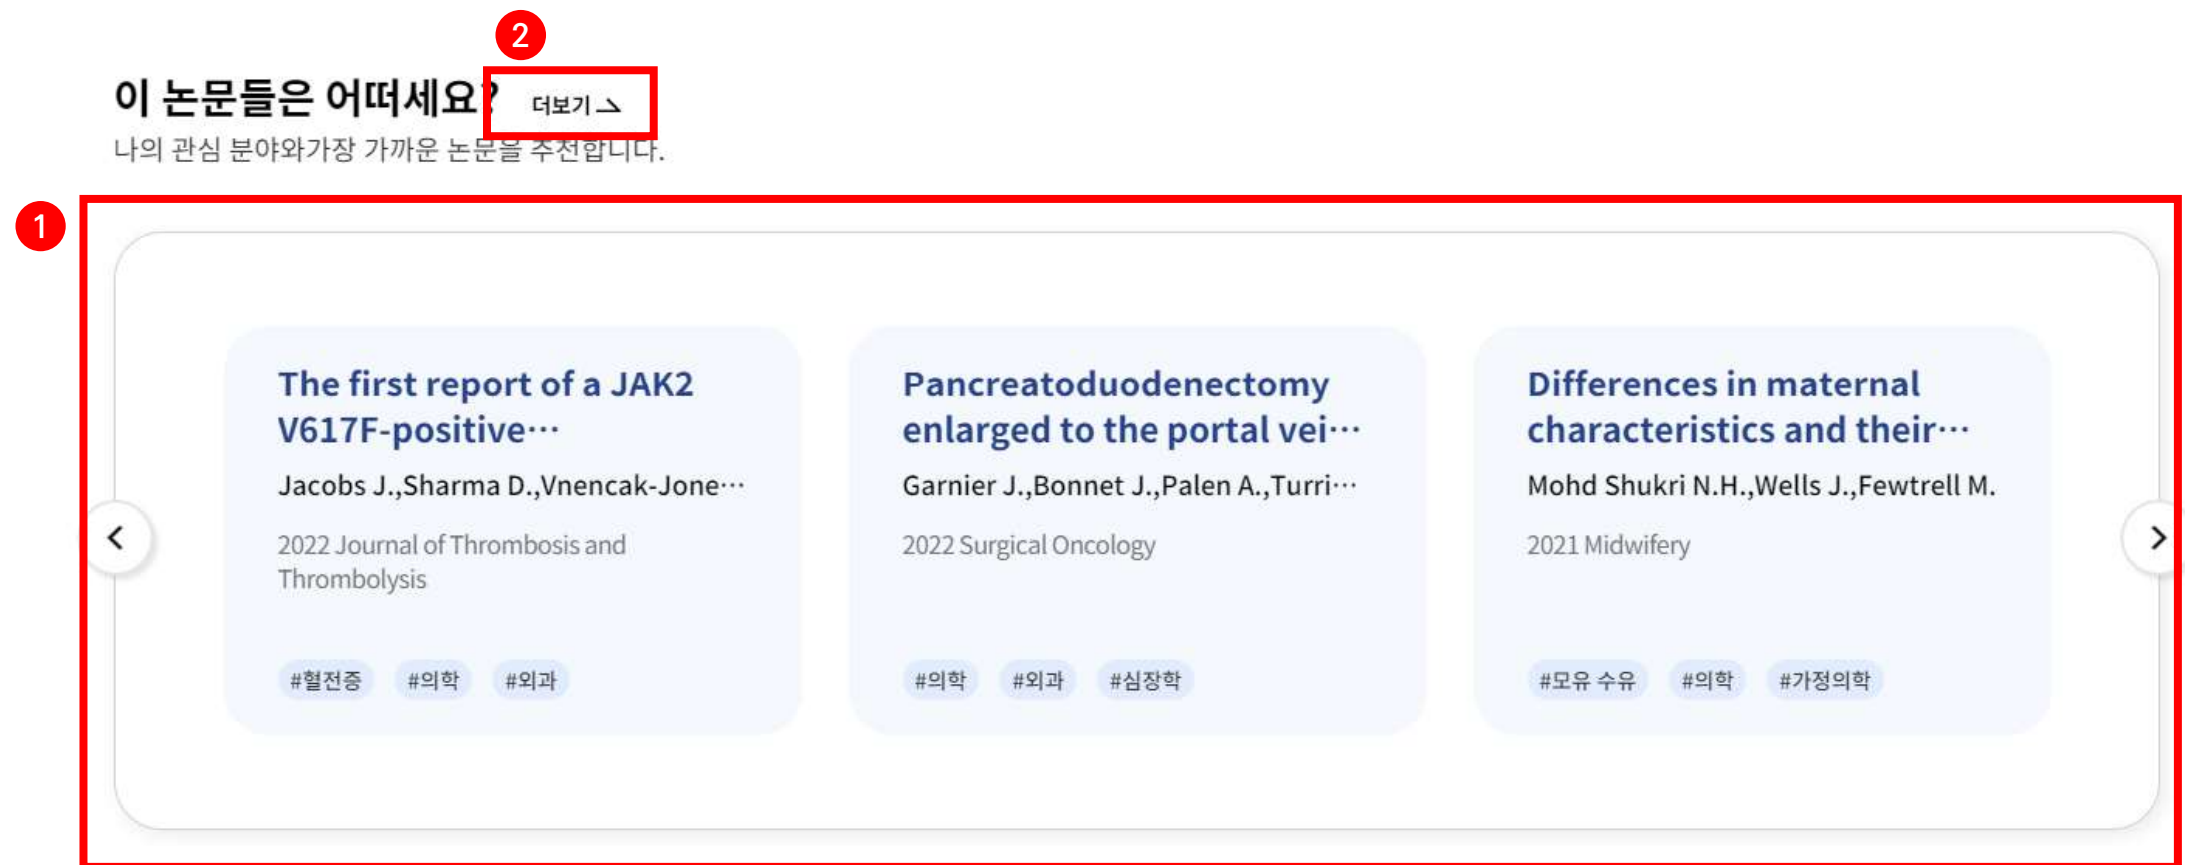 2
이 논문들은 어떠세요? 더보기
나의 관심 분야와가장 가까운 논문을 추천합니다.
1
The first report of a JAK2
V617F-positive···
Jacobs J.,Sharma D.,Vnencak-Jone···
2022 Journal of Thrombosis and
Thrombolysis
#혈전증 #의학 #외과
Pancreatoduodenectomy
enlarged to the portal vei···
Garnier J.,Bonnet J.,Palen A.,Turri···
2022 Surgical Oncology
#의학 #외과 #심장학
Differences in maternal
characteristics and their···
Mohd Shukri N.H.,Wells J.,Fewtrell M.
2021 Midwifery
#모유 수유 #의학 #가정의학